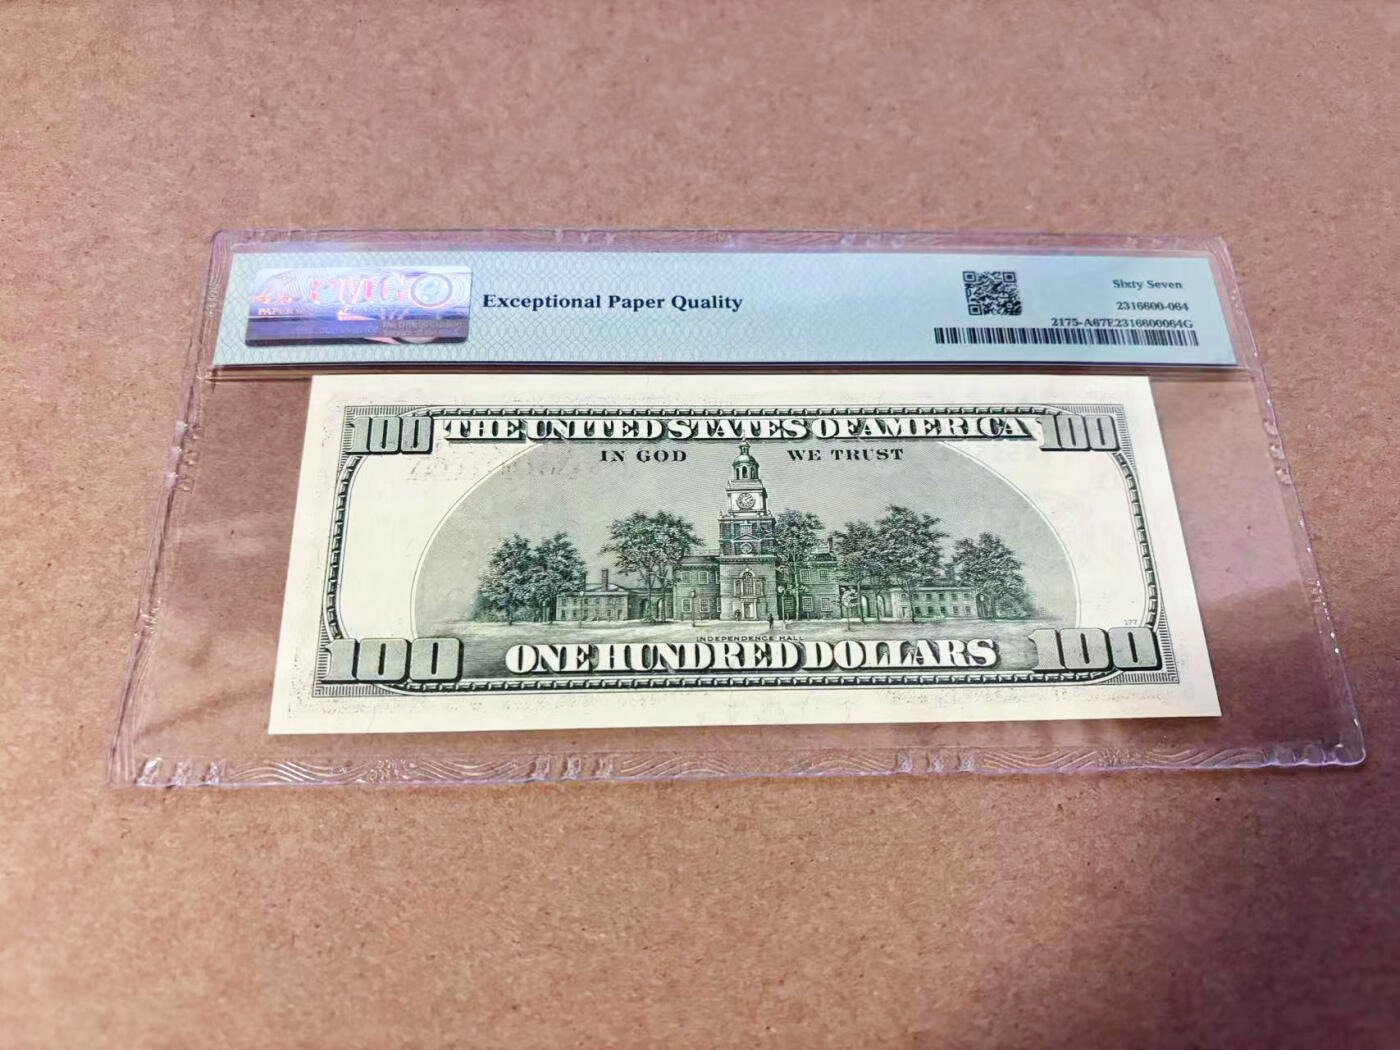 PMG
Exceptional Paper Quality
Sixty Seven
2316600-064
2175-A67E2316600064G
100 THE UNITED STATES OF AMERICA 100
IN GOD WE TRUST
177
INDEPENDENCE HALL
100 ONE HUNDRED DOLLARS 100